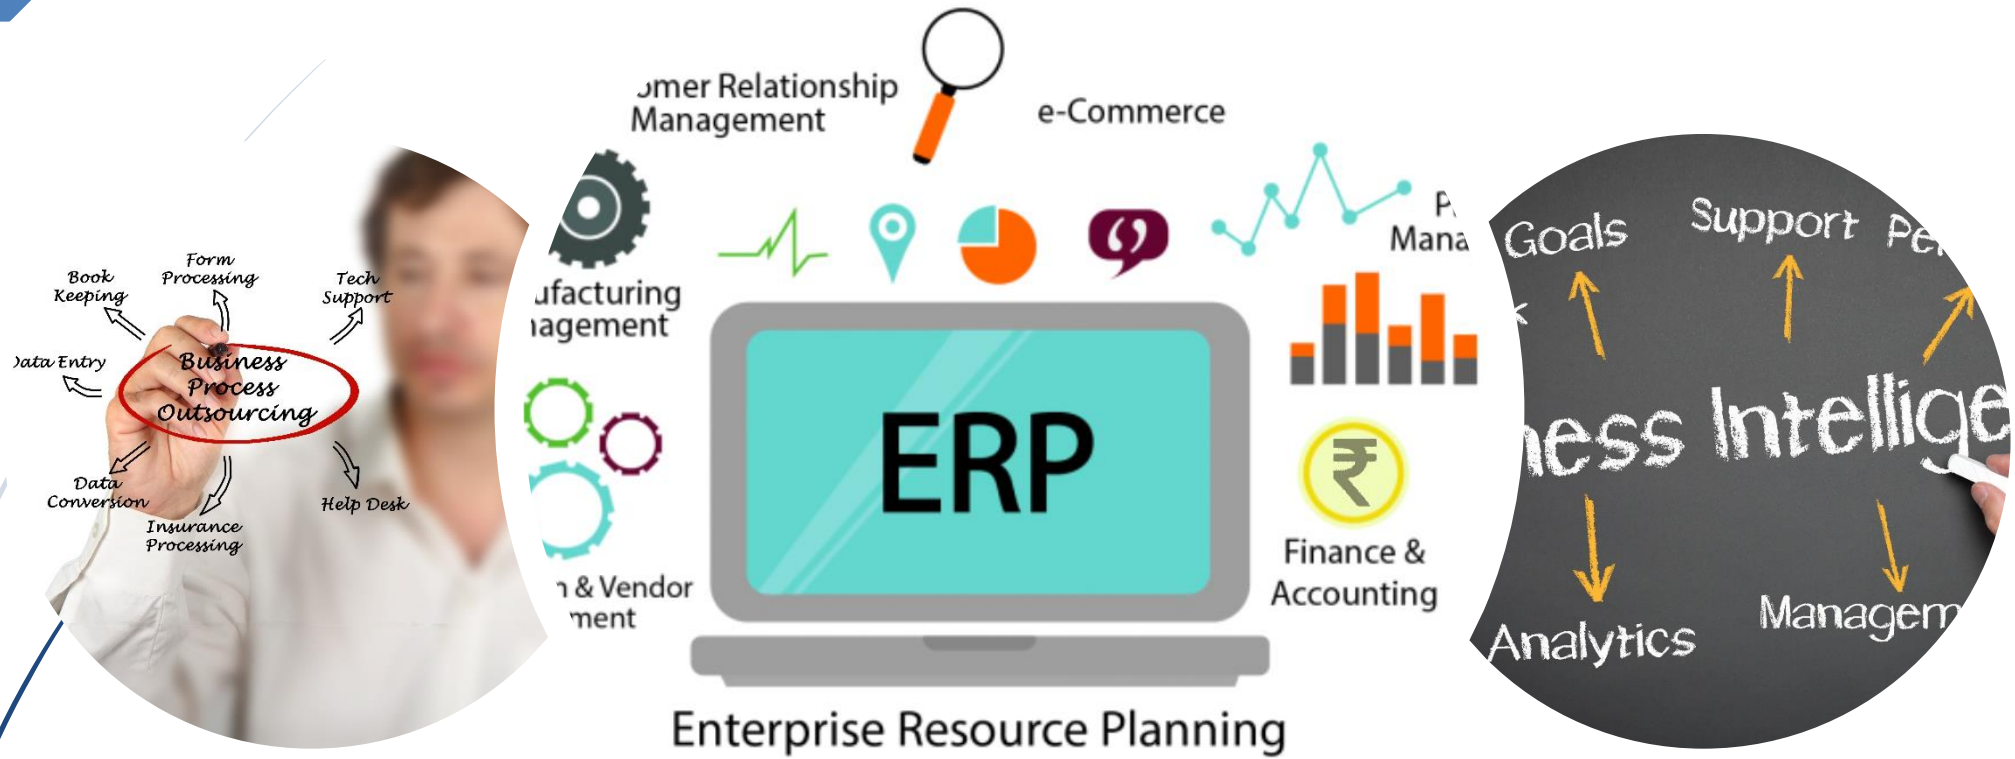 Form
Processing
Book
Keeping
Tech
Support
Entry
Business
Process
Outsourcing
Data
Conversion
Insurance
Processing
Help Desk
Relationship
Management
e-Commerce
& Vendor
ERP
Finance &
Accounting
Enterprise Resource Planning
Goals
Support
Analytics